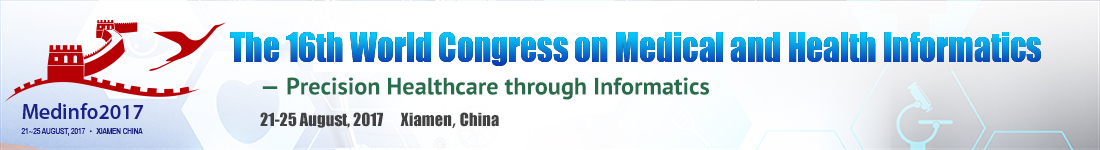 The 16th World Congress on Medical and Health Informatics
– Precision Healthcare through Informatics
21-25 August, 2017 Xiamen, China
Medinfo2017
21~25 AUGUST, 2017 · XIAMEN CHINA